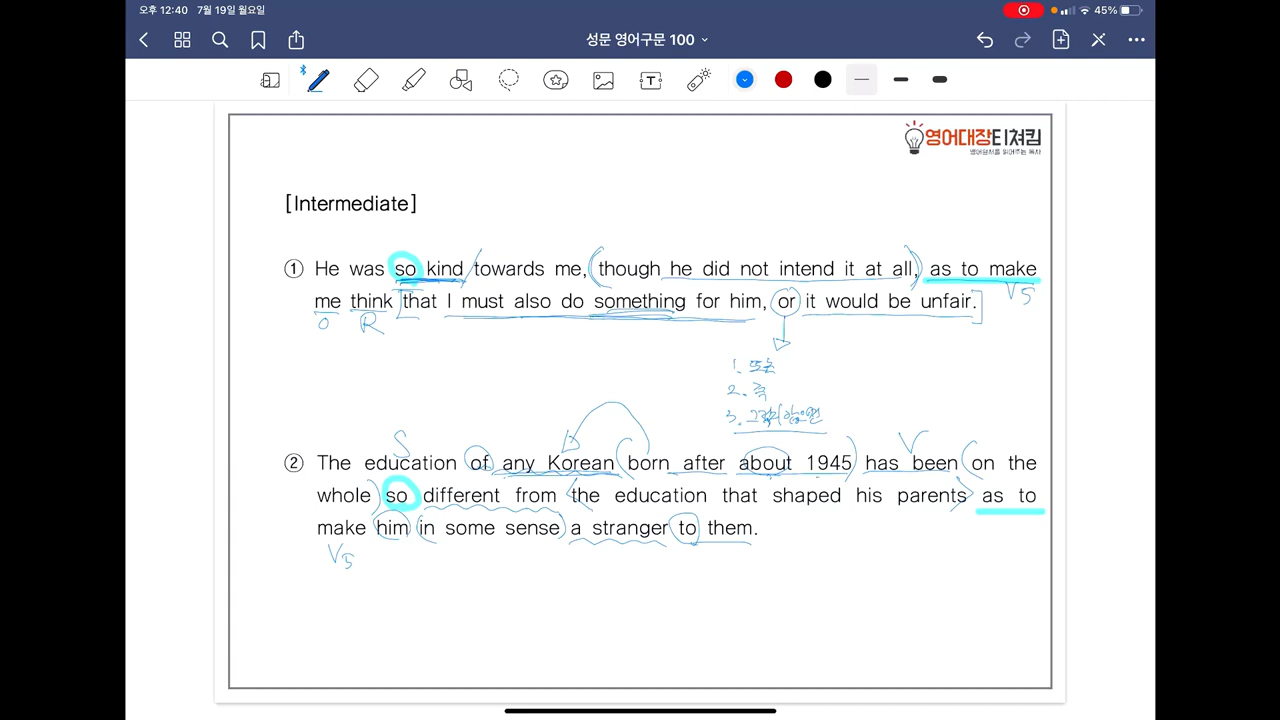 오후 12:40 7월 19일 월요일
45%
성문 영어구문 100
T
영어대장티쳐킴
[Intermediate]
① He was so kind towards me, (though he did not intend it at all), as to make
V5
me think [that I must also do something for him, or it would be unfair.]
O R
1. 또는
2. 즉
3. 그렇지 않으면
S V
② The education of any Korean (born after about 1945) has been (on the
whole) so different from <the education that shaped his parents> as to
make him (in some sense) a stranger to them.
V5